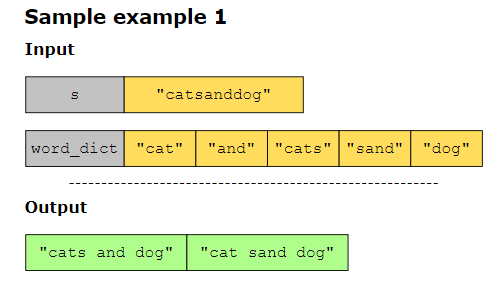 Sample example 1
Input
s "catsanddog"
word_dict "cat" "and" "cats" "sand" "dog"
Output
"cats and dog" "cat sand dog"